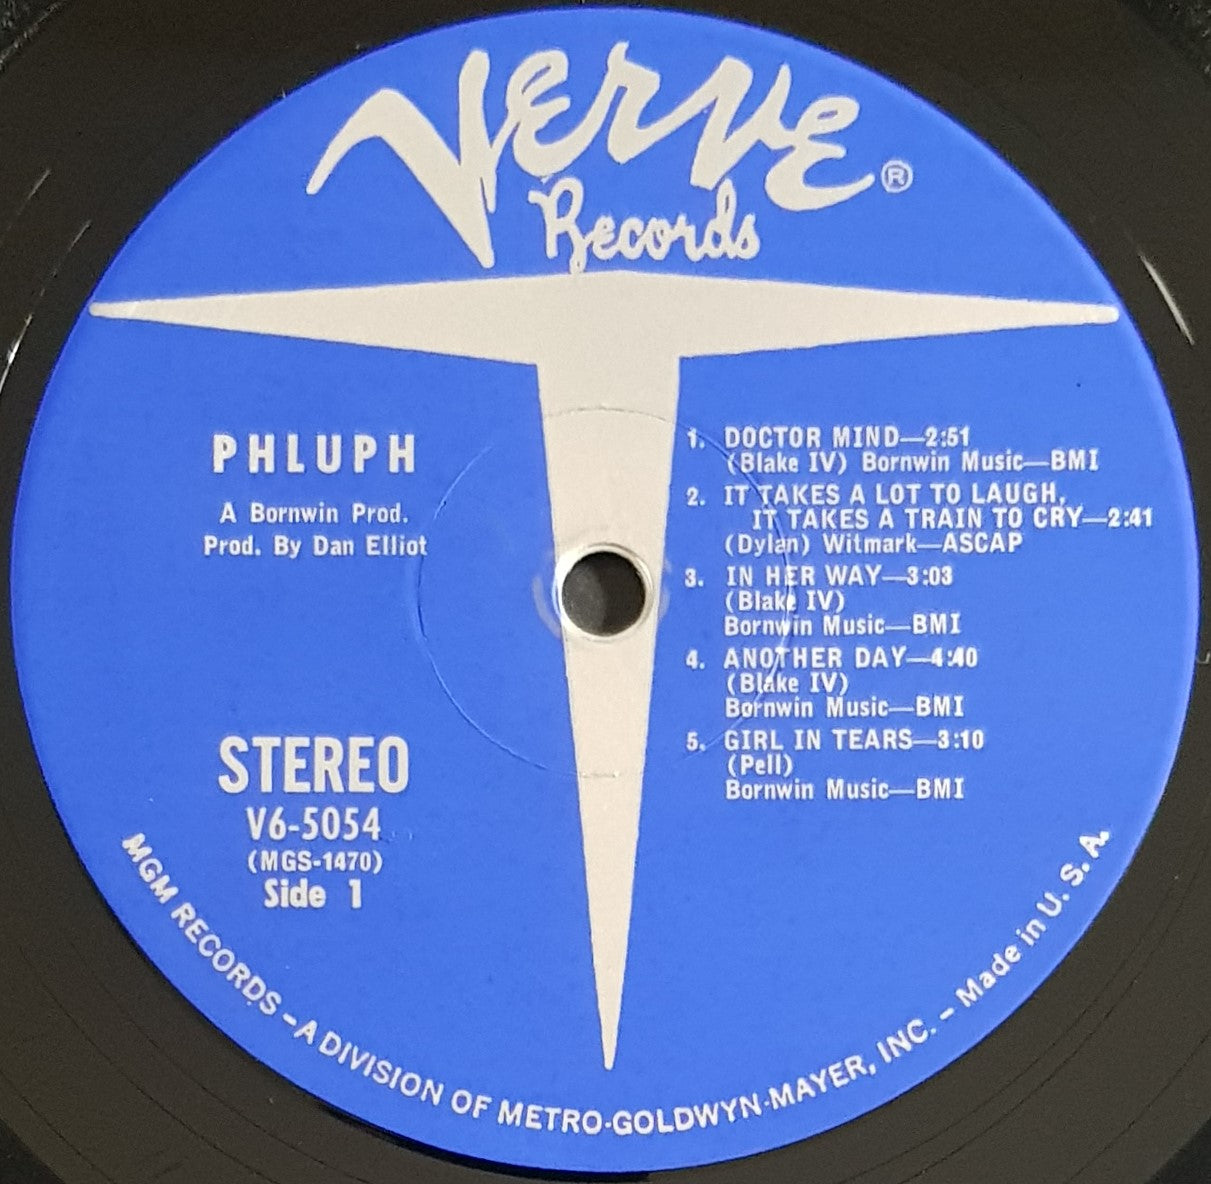 Verve
Records ®
PHLUPH
A Bornwin Prod.
Prod. By Dan Elliot
STEREO
V6-5054
(MGS-1470)
Side 1
1. DOCTOR MIND—2:51
(Blake IV) Bornwin Music—BMI
2. IT TAKES A LOT TO LAUGH,
IT TAKES A TRAIN TO CRY—2:41
(Dylan) Witmark—ASCAP
3. IN HER WAY—3:03
(Blake IV)
Bornwin Music—BMI
4. ANOTHER DAY—4:40
(Blake IV)
Bornwin Music—BMI
5. GIRL IN TEARS—3:10
(Pell)
Bornwin Music—BMI
MGM RECORDS – A DIVISION OF METRO-GOLDWYN-MAYER, INC. – Made in U. S. A.